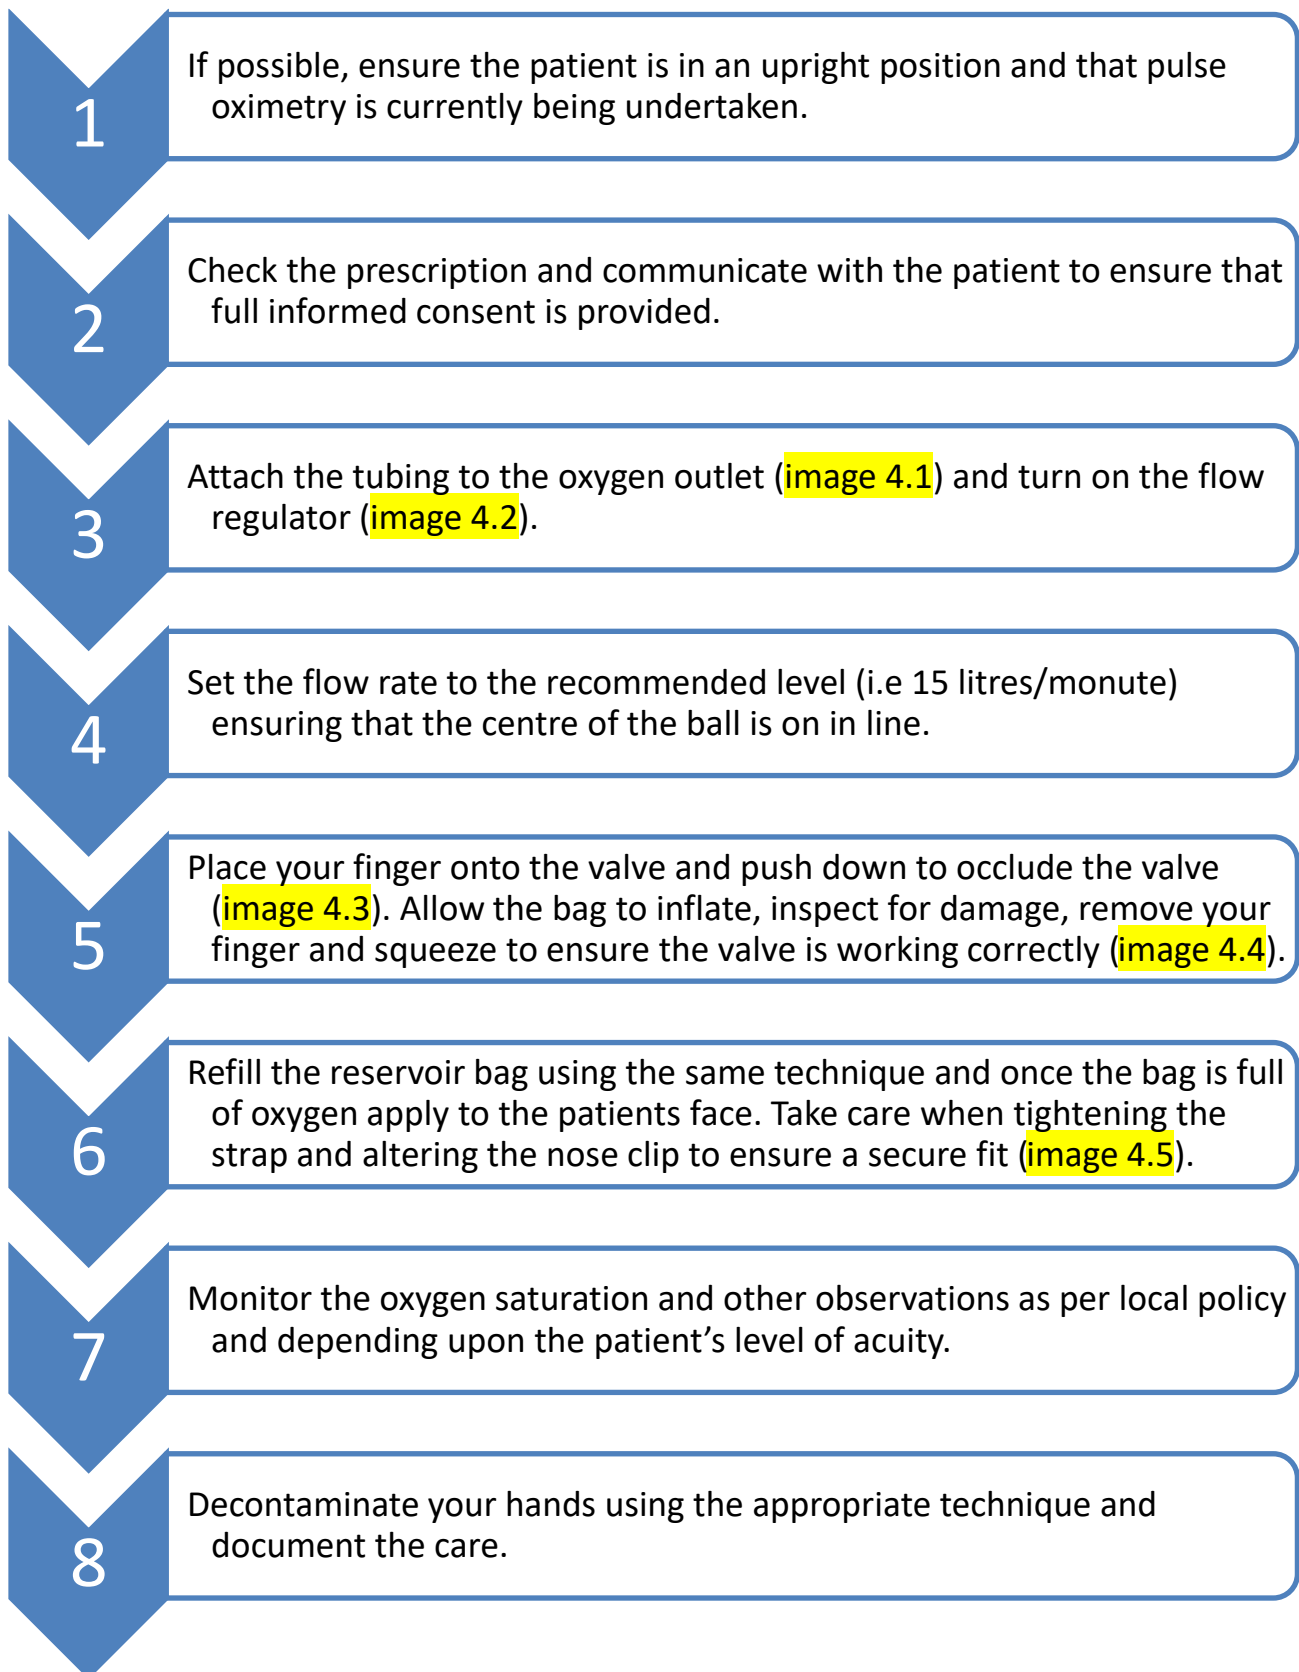 1
If possible, ensure the patient is in an upright position and that pulse
oximetry is currently being undertaken.
2
Check the prescription and communicate with the patient to ensure that
full informed consent is provided.
3
Attach the tubing to the oxygen outlet (image 4.1) and turn on the flow
regulator (image 4.2).
4
Set the flow rate to the recommended level (i.e 15 litres/monute)
ensuring that the centre of the ball is on in line.
5
Place your finger onto the valve and push down to occlude the valve
(image 4.3). Allow the bag to inflate, inspect for damage, remove your
finger and squeeze to ensure the valve is working correctly (image 4.4).
6
Refill the reservoir bag using the same technique and once the bag is full
of oxygen apply to the patients face. Take care when tightening the
strap and altering the nose clip to ensure a secure fit (image 4.5).
7
Monitor the oxygen saturation and other observations as per local policy
and depending upon the patient’s level of acuity.
8
Decontaminate your hands using the appropriate technique and
document the care.